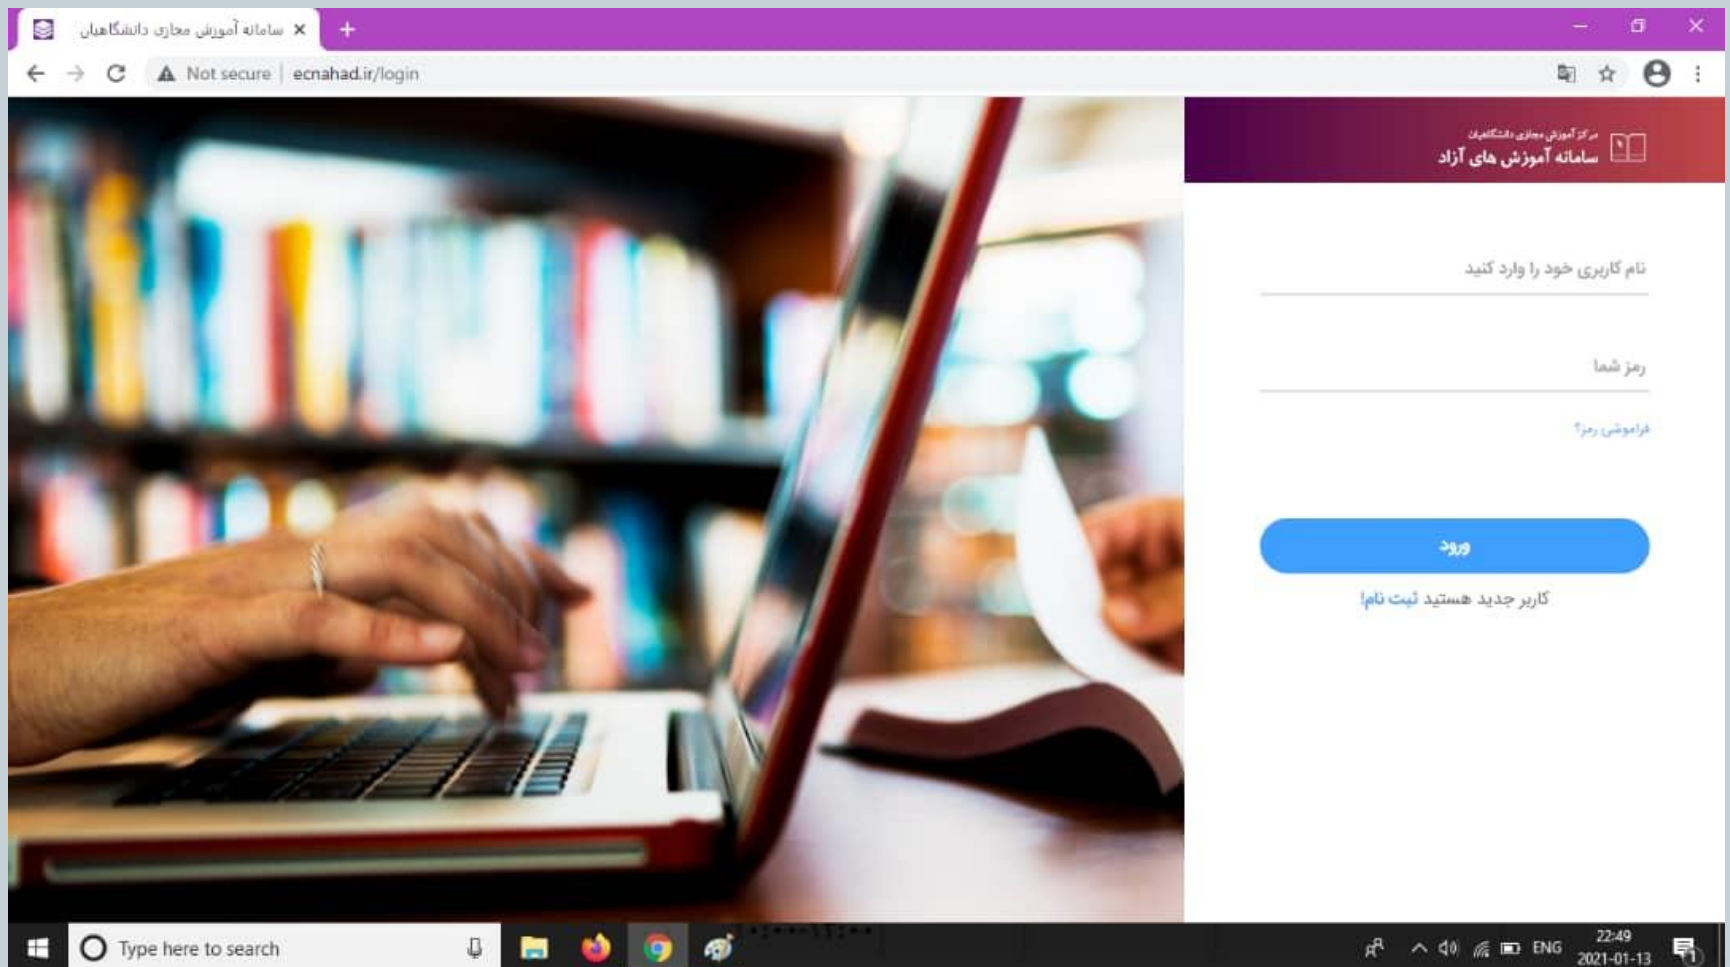 سامانه آموزش مجازی دانشگاهیان
Not secure | ecnahad.ir/login
مرکز آموزش مجازی دانشگاهیان
سامانه آموزش های آزاد
نام کاربری خود را وارد کنید
رمز شما
فراموشی رمز؟
ورود
کاربر جدید هستید ثبت نام!
Type here to search
ENG
22:49
2021-01-13
1